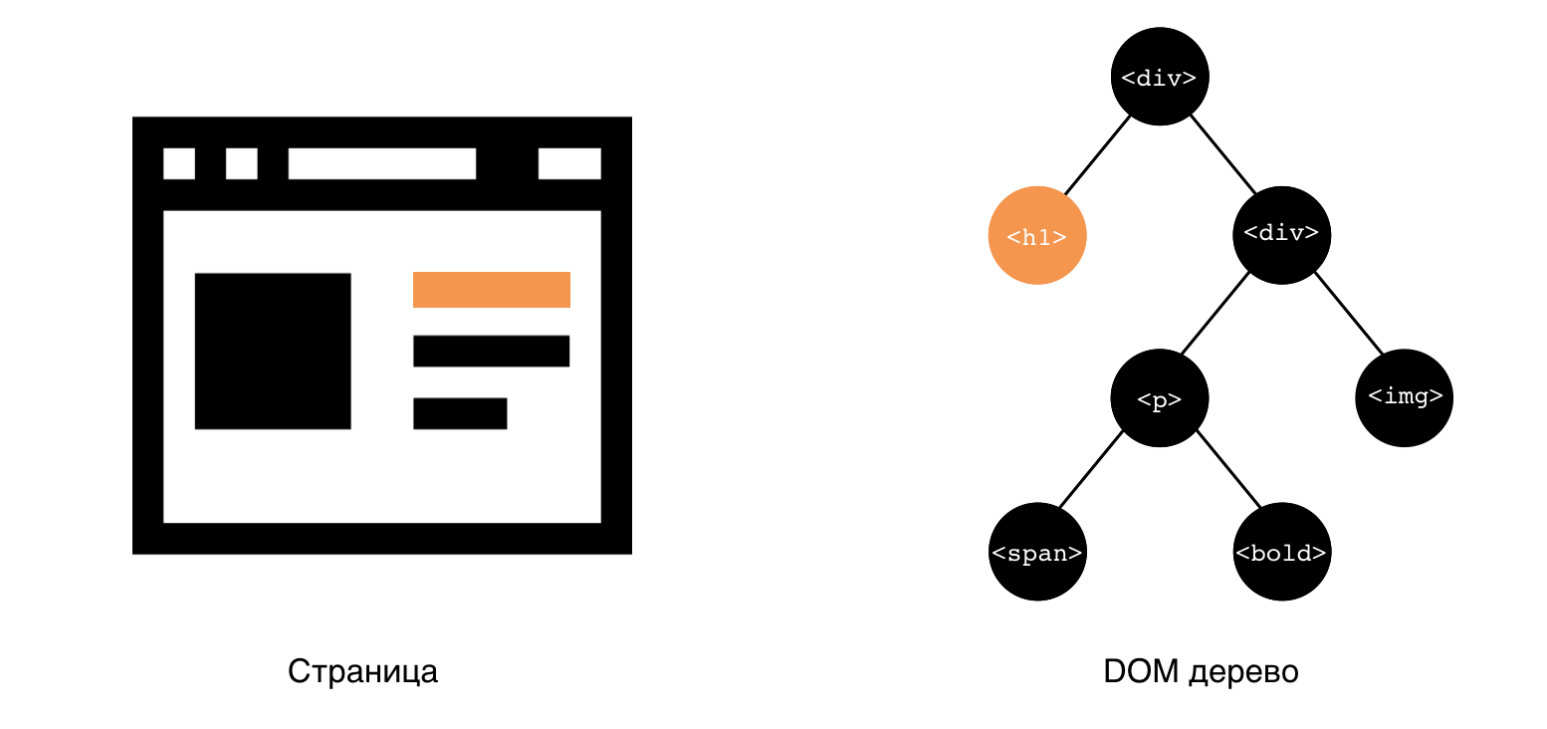 <div>
<h1>
<div>
<p>
<img>
<span>
<bold>
Страница
DOM дерево